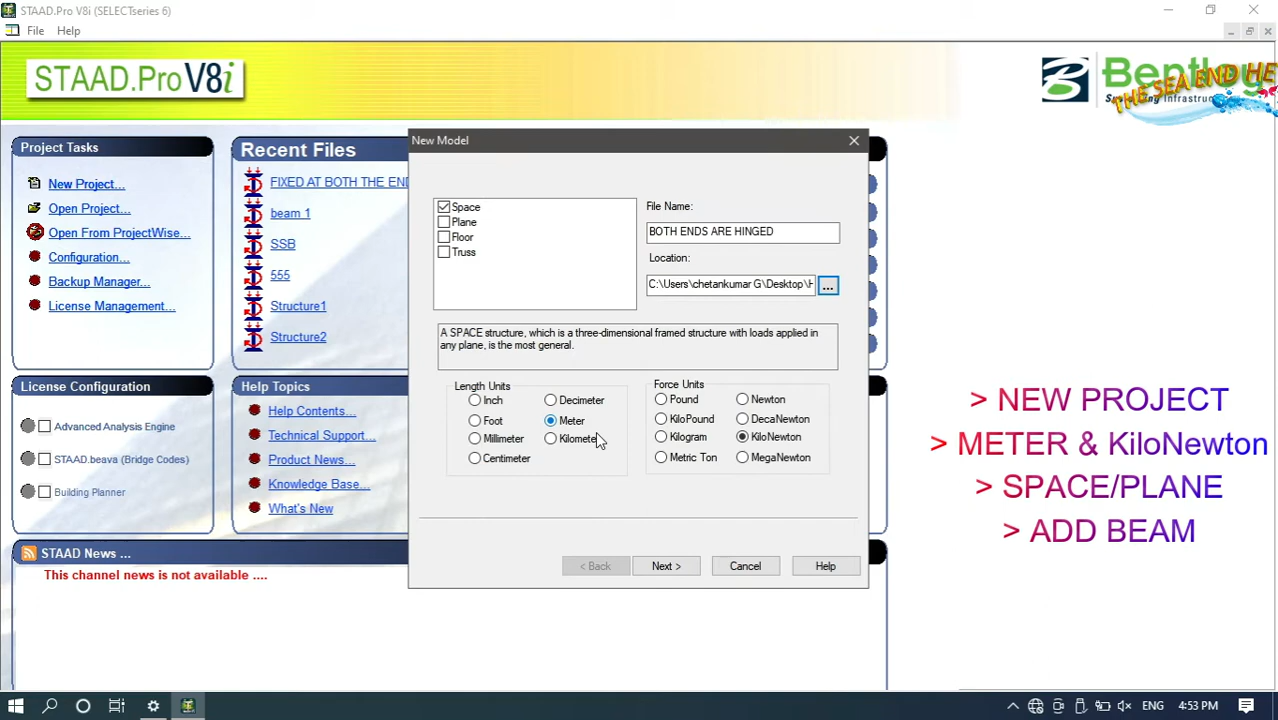 STAAD.Pro V8i (SELECTseries 6)
File Help
STAAD.Pro V8i
Bentley
THE SEA END HE
Project Tasks
New Project...
Open Project...
Open From ProjectWise...
Configuration...
Backup Manager...
License Management...
Recent Files
FIXED AT BOTH THE EN
beam 1
SSB
555
Structure1
Structure2
New Model
Space
Plane
Floor
Truss
File Name:
BOTH ENDS ARE HINGED
Location:
C:\Users\chetankumar G\Desktop\H
...
A SPACE structure, which is a three-dimensional framed structure with loads applied in
any plane, is the most general.
Length Units
Inch
Foot
Millimeter
Centimeter
Decimeter
Meter
Kilometer
Force Units
Pound
KiloPound
Kilogram
Metric Ton
Newton
DecaNewton
KiloNewton
MegaNewton
< Back
Next >
Cancel
Help
License Configuration
Advanced Analysis Engine
STAAD.beava (Bridge Codes)
Building Planner
Help Topics
Help Contents...
Technical Support...
Product News...
Knowledge Base...
What's New
STAAD News ...
This channel news is not available ....
> NEW PROJECT
> METER & KiloNewton
> SPACE/PLANE
> ADD BEAM
ENG
4:53 PM